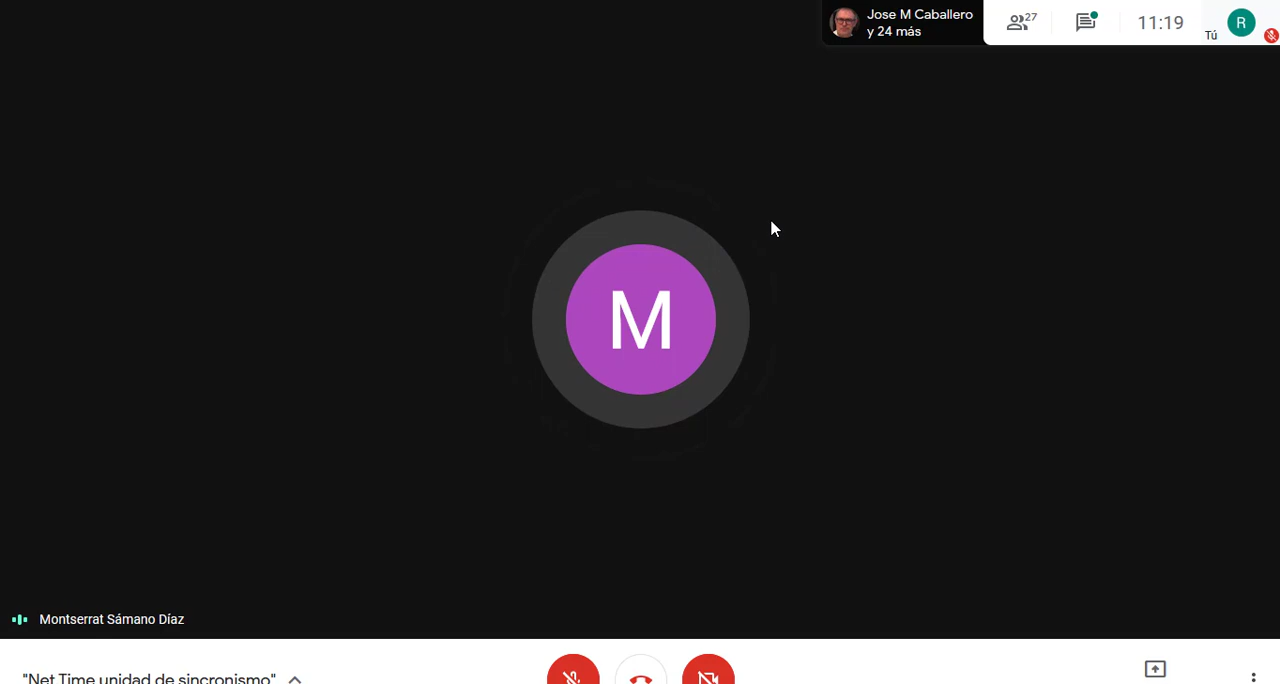 Jose M Caballero
y 24 más
27
11:19
Tú
R
M
Montserrat Sámano Díaz
"Net Time unidad de sincronismo"